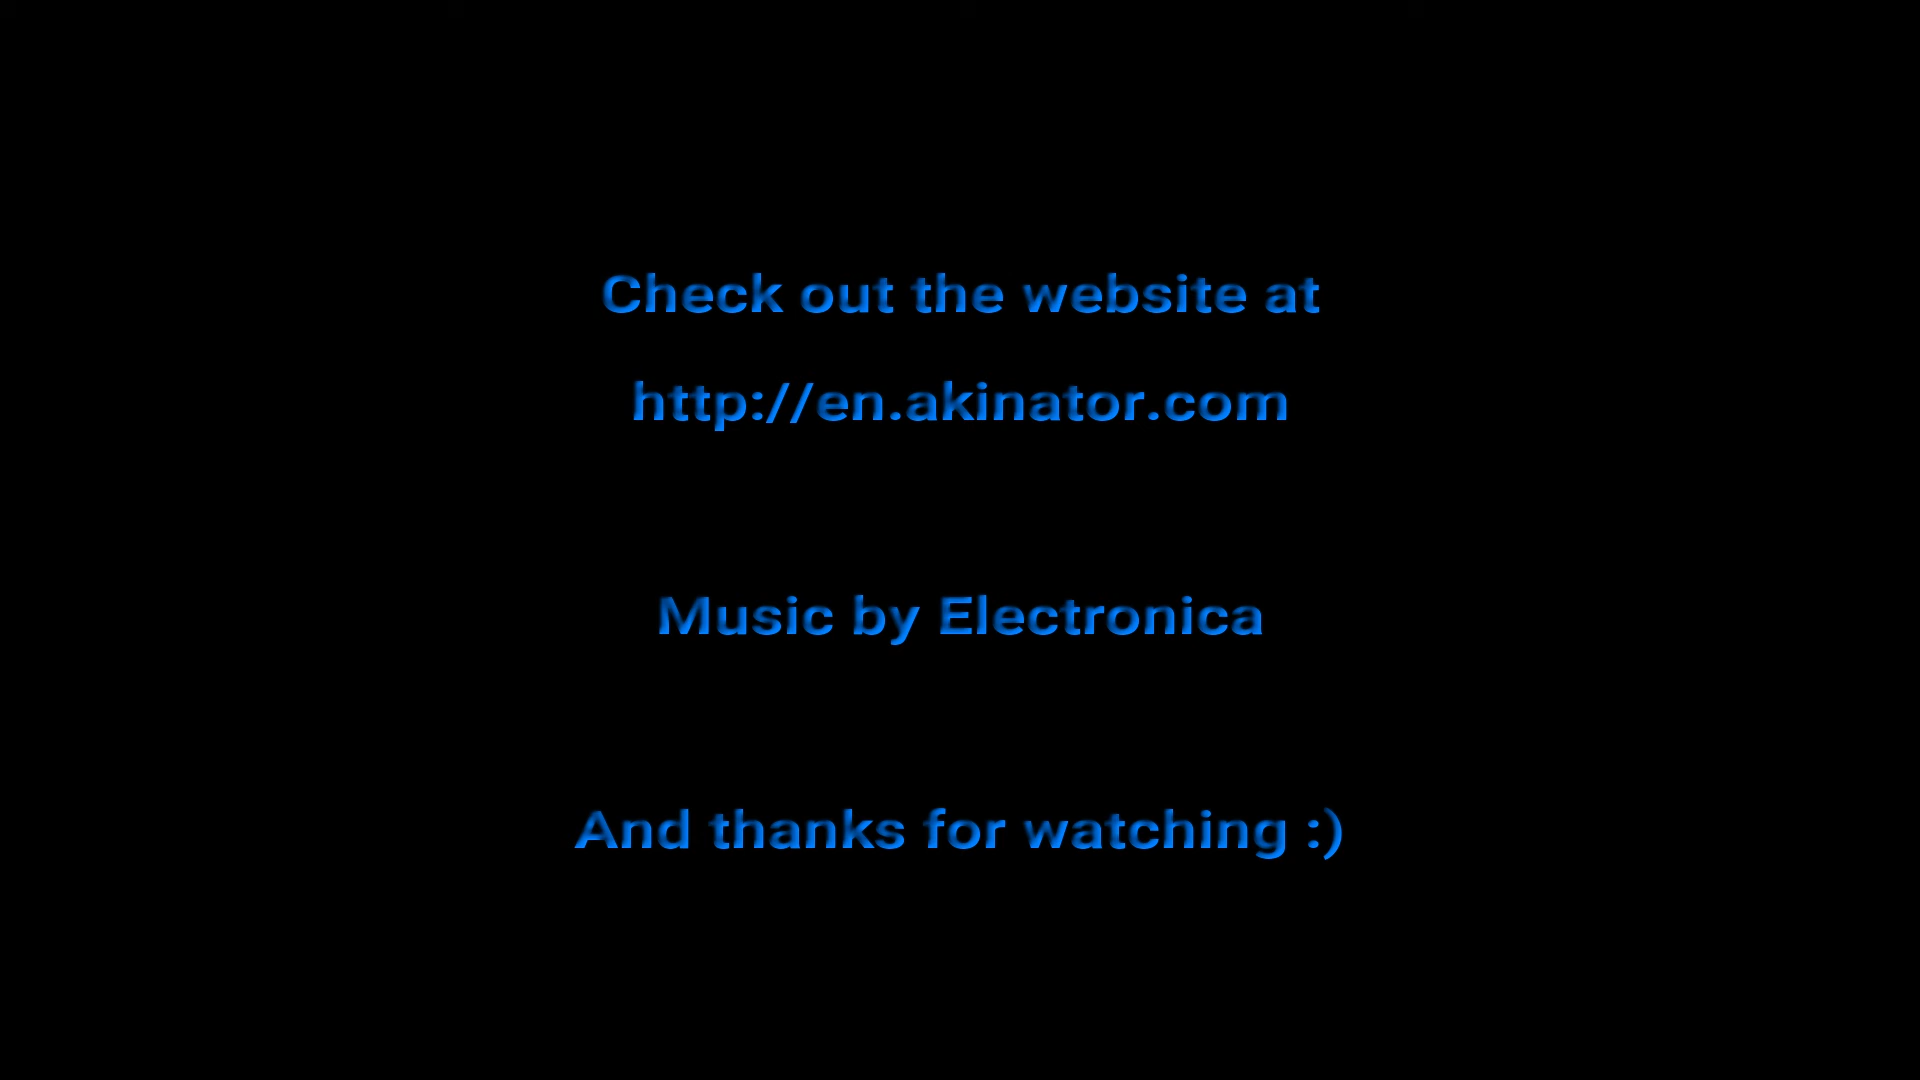 Check out the website at
http://en.akinator.com
Music by Electronica
And thanks for watching :)